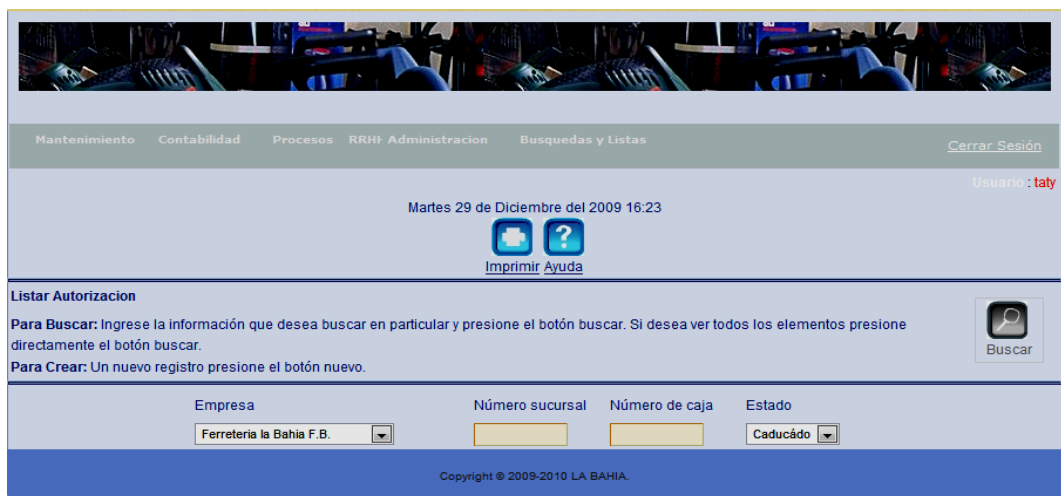 Mantenimiento Contabilidad Procesos RRHH Administracion Busquedas y Listas
Cerrar Sesión
Usuario : taty
Martes 29 de Diciembre del 2009 16:23
Imprimir Ayuda
Listar Autorizacion
Para Buscar: Ingrese la información que desea buscar en particular y presione el botón buscar. Si desea ver todos los elementos presione
directamente el botón buscar.
Para Crear: Un nuevo registro presione el botón nuevo.
Buscar
Empresa Número sucursal Número de caja Estado
Ferreteria la Bahia F.B. Caducádo
Copyright © 2009-2010 LA BAHIA.